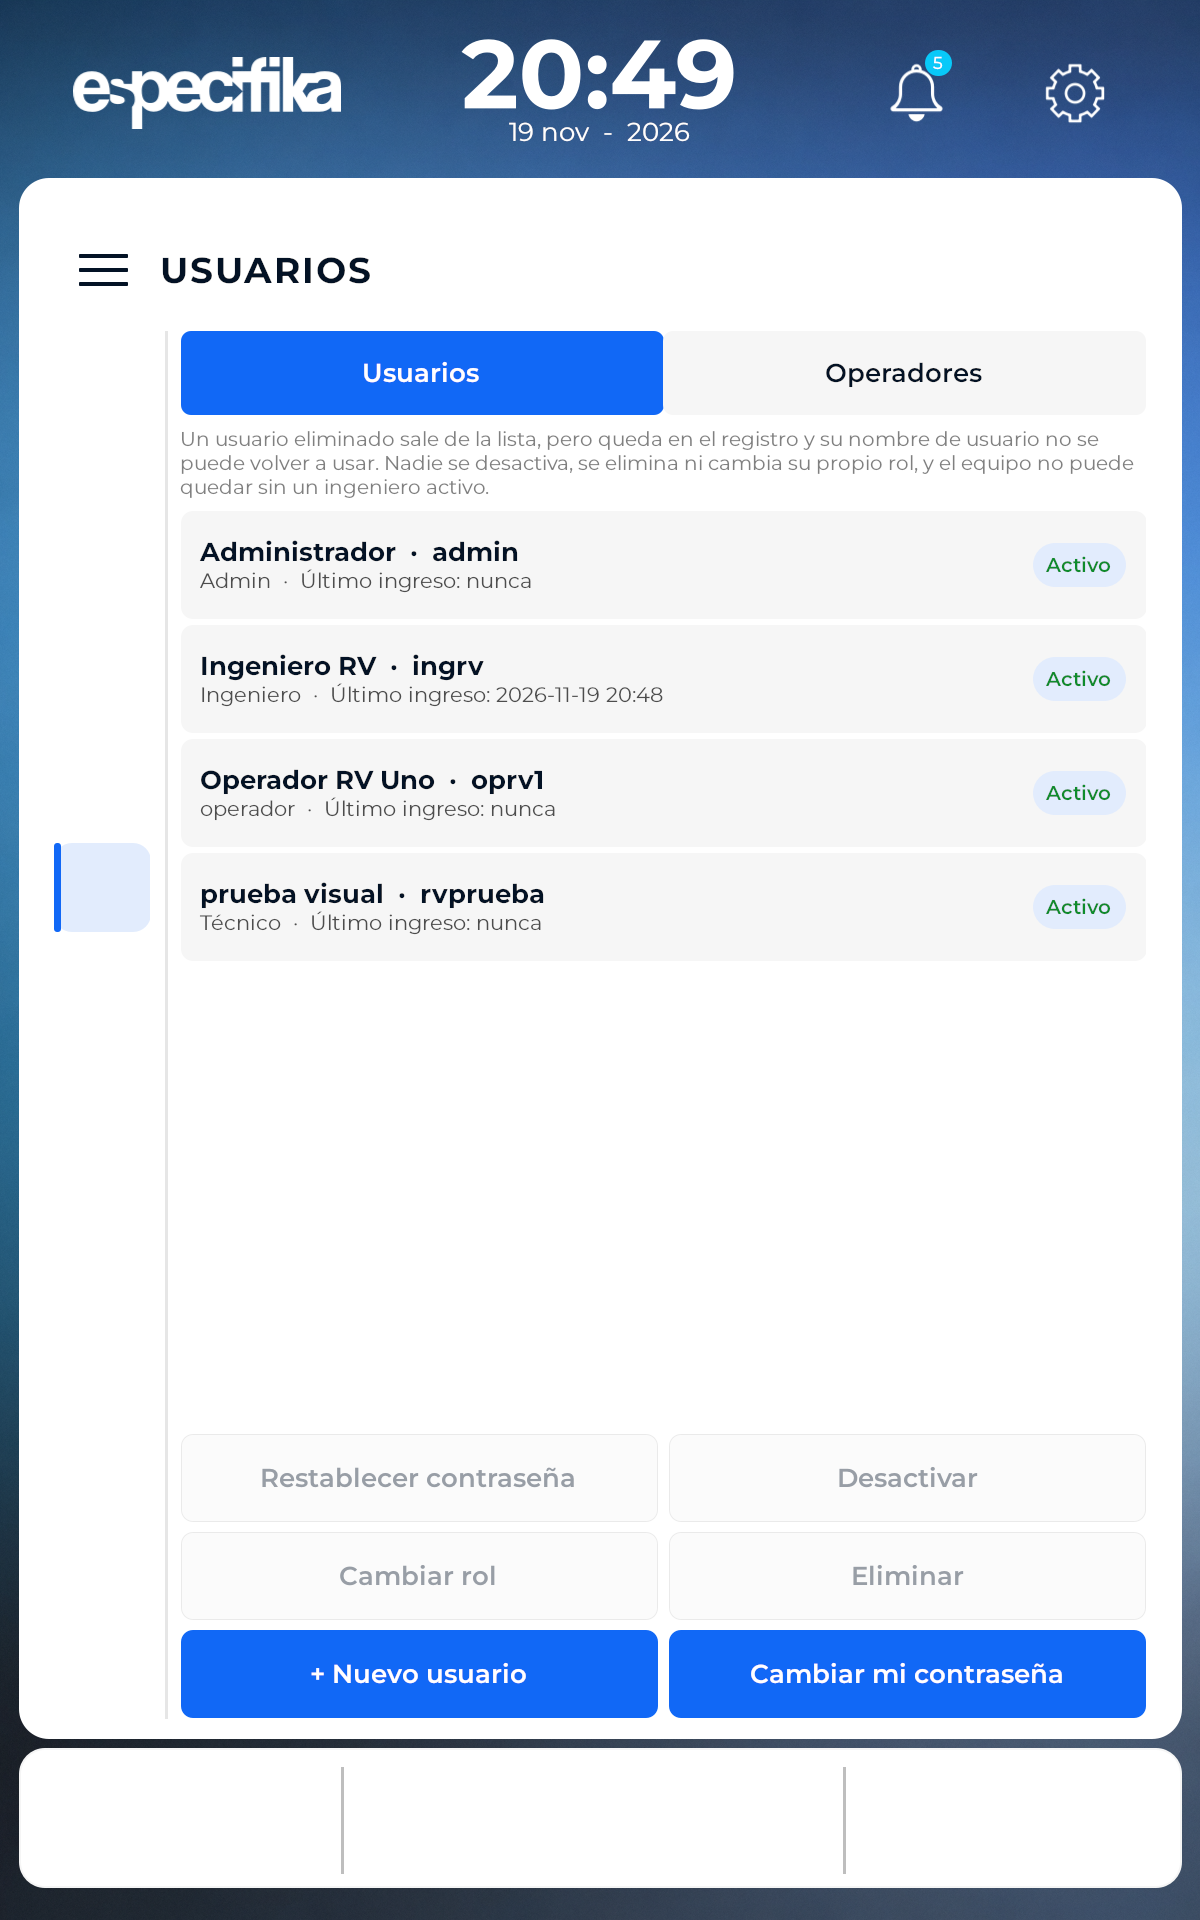 especifika
20:49
19 nov - 2026
5
USUARIOS
Usuarios
Operadores
Un usuario eliminado sale de la lista, pero queda en el registro y su nombre de usuario no se
puede volver a usar. Nadie se desactiva, se elimina ni cambia su propio rol, y el equipo no puede
quedar sin un ingeniero activo.
Administrador · admin
Admin · Último ingreso: nunca
Activo
Ingeniero RV · ingrv
Ingeniero · Último ingreso: 2026-11-19 20:48
Activo
Operador RV Uno · oprv1
operador · Último ingreso: nunca
Activo
prueba visual · rvprueba
Técnico · Último ingreso: nunca
Activo
Restablecer contraseña
Desactivar
Cambiar rol
Eliminar
+ Nuevo usuario
Cambiar mi contraseña